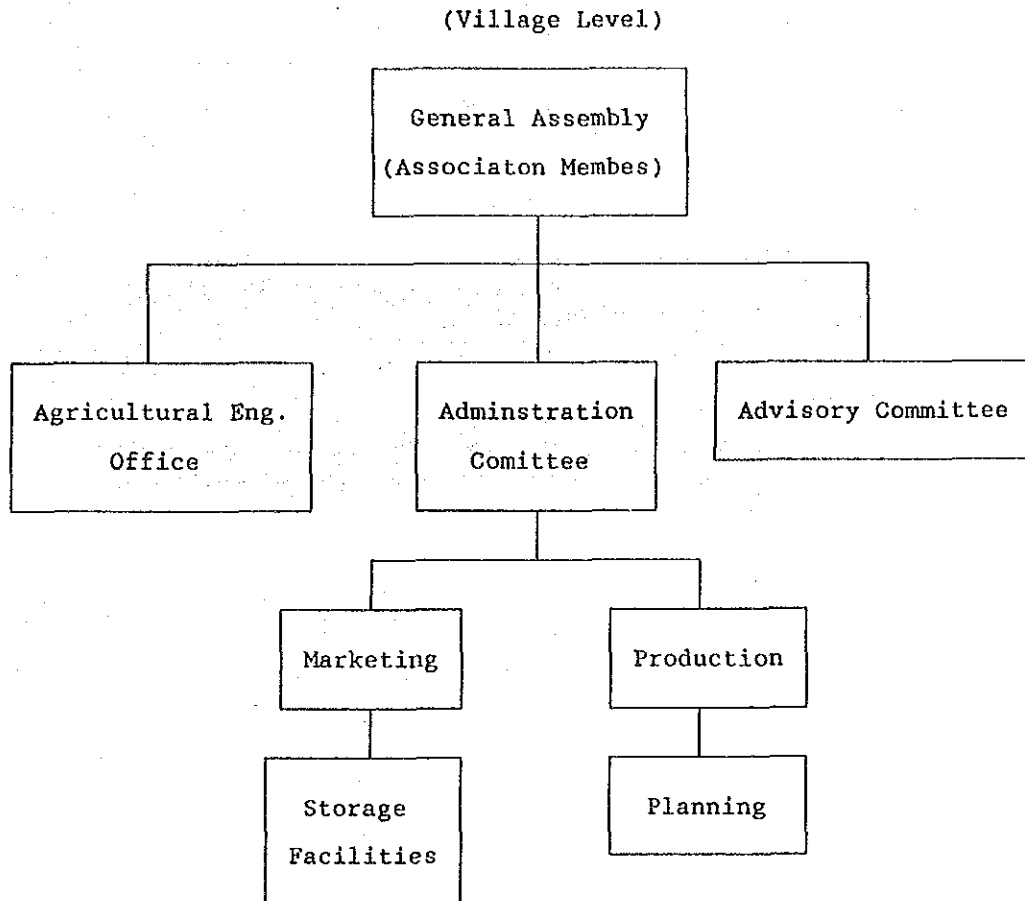 (Village Level)
General Assembly
(Associaton Membes)
Agricultural Eng.
Office
Adminstration
Comittee
Advisory Committee
Marketing
Production
Storage
Facilities
Planning